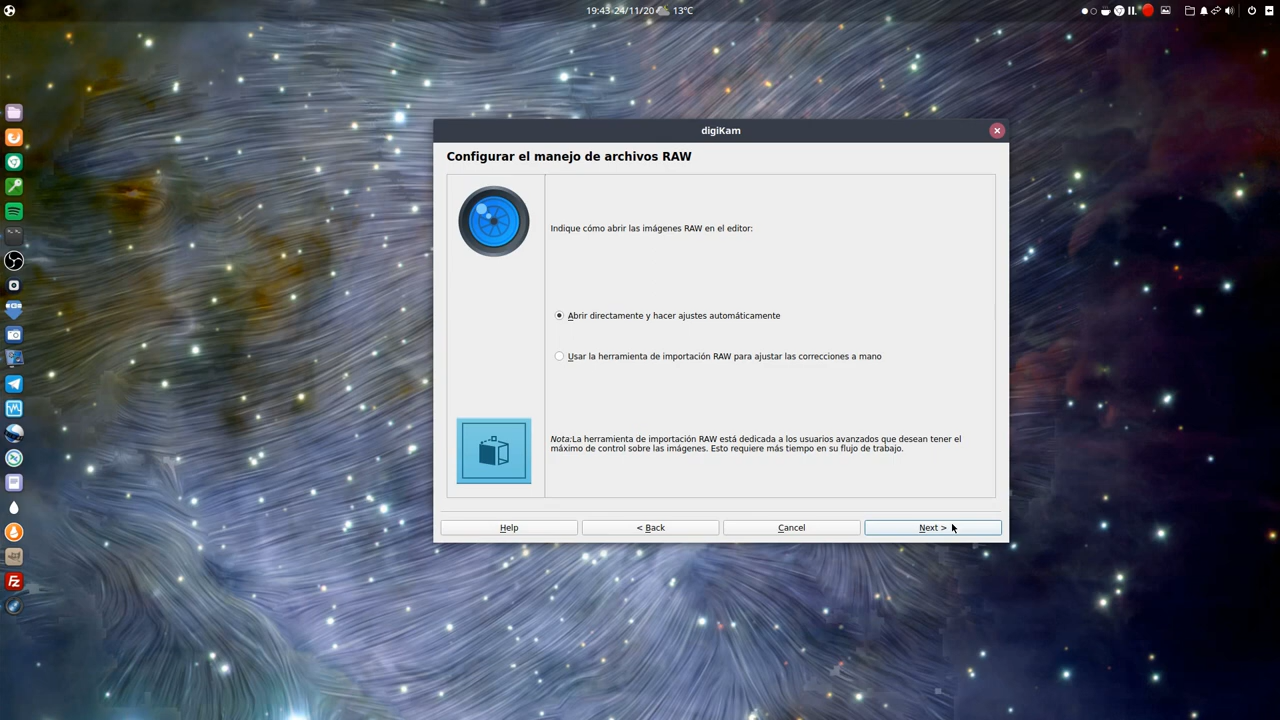 19:43-24/11/20 13°C
digiKam
Configurar el manejo de archivos RAW
Indique cómo abrir las imágenes RAW en el editor:
Abrir directamente y hacer ajustes automáticamente
Usar la herramienta de importación RAW para ajustar las correcciones a mano
Nota:La herramienta de importación RAW está dedicada a los usuarios avanzados que desean tener el
máximo de control sobre las imágenes. Esto requiere más tiempo en su flujo de trabajo.
Help
< Back
Cancel
Next >